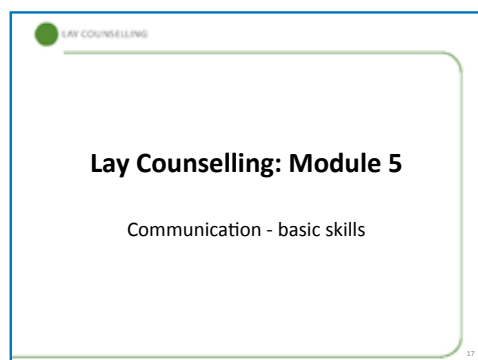 LAY COUNSELLING
Lay Counselling: Module 5
Communication - basic skills
17